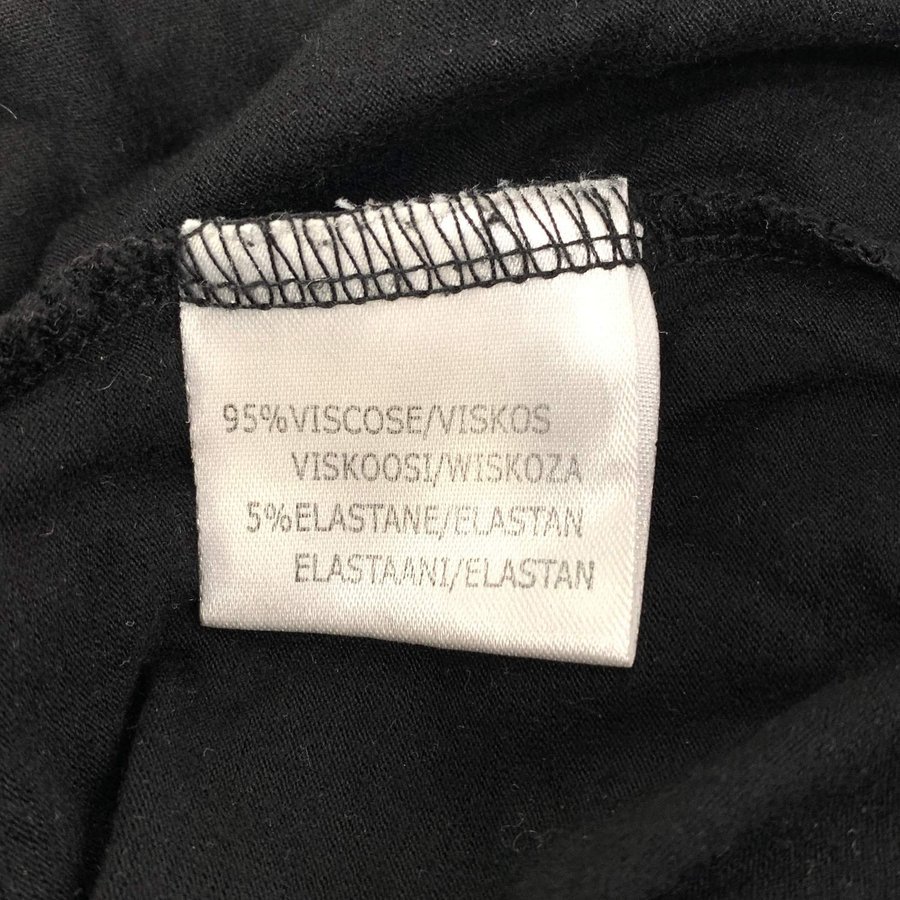 95%VISCOSE/VISKOS
VISKOOSI/WISKOZA
5%ELASTANE/ELASTAN
ELASTAANI/ELASTAN